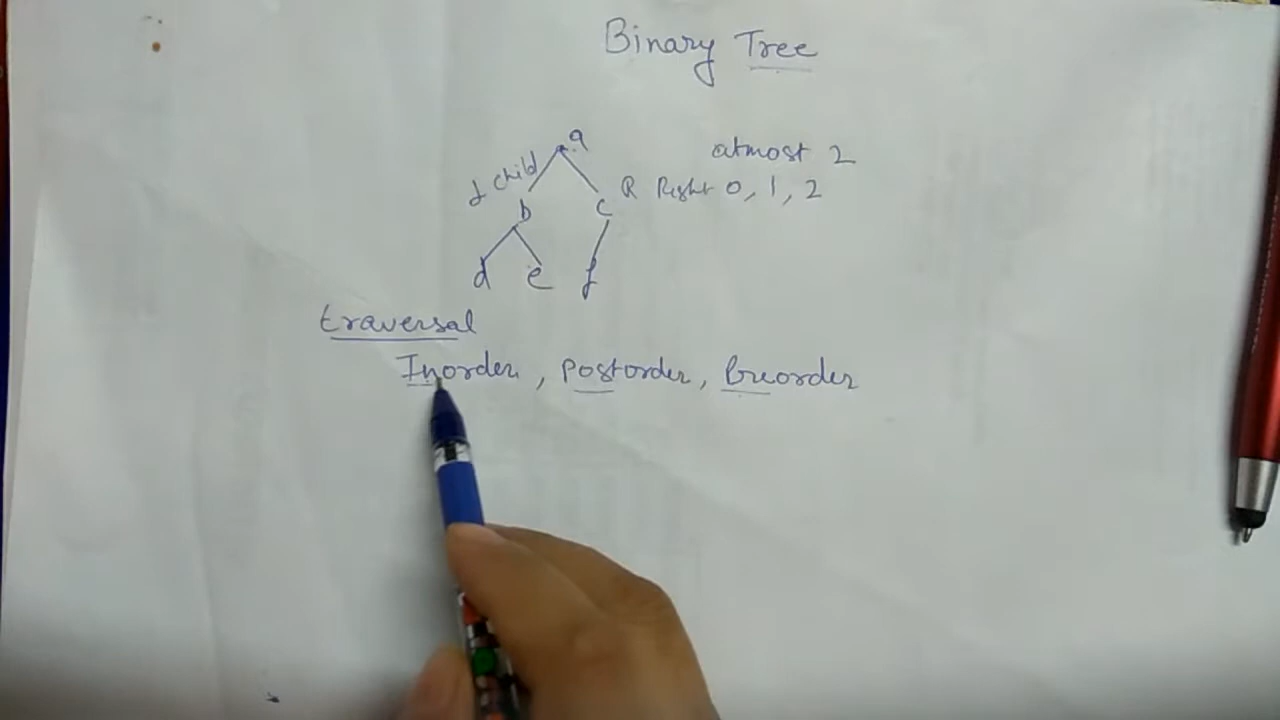 Binary Tree
a
atmost 2
L child
R Right 0, 1, 2
b c
d e f
traversal
Inorder, Postorder, Preorder